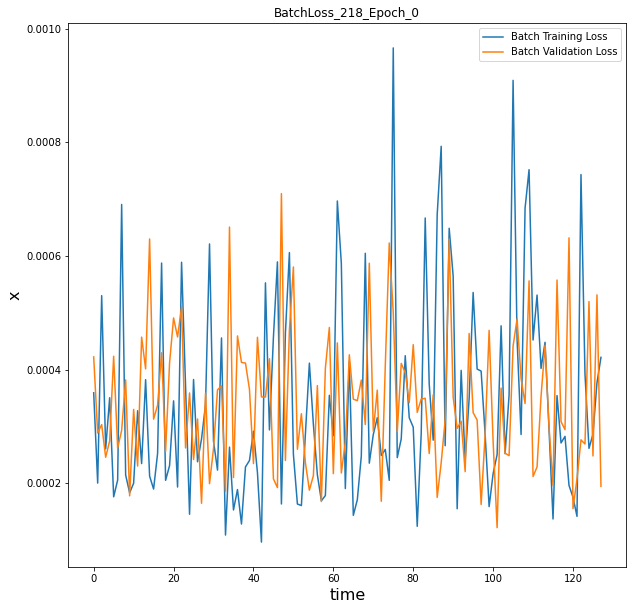 BatchLoss_218_Epoch_0
Batch Training Loss
Batch Validation Loss
0.0010
0.0008
0.0006
0.0004
0.0002
x
0 20 40 60 80 100 120
time